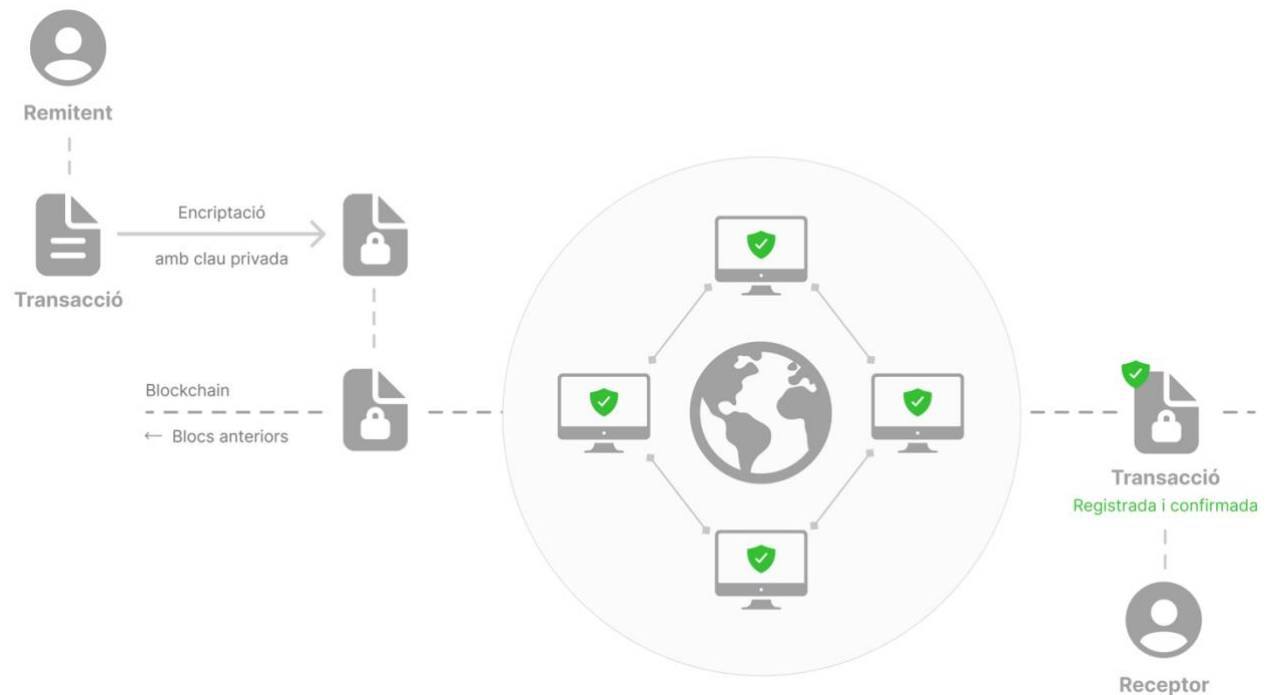 Remitent
Transacció
Encriptació
amb clau privada
Blockchain
← Blocs anteriors
Transacció
Registrada i confirmada
Receptor